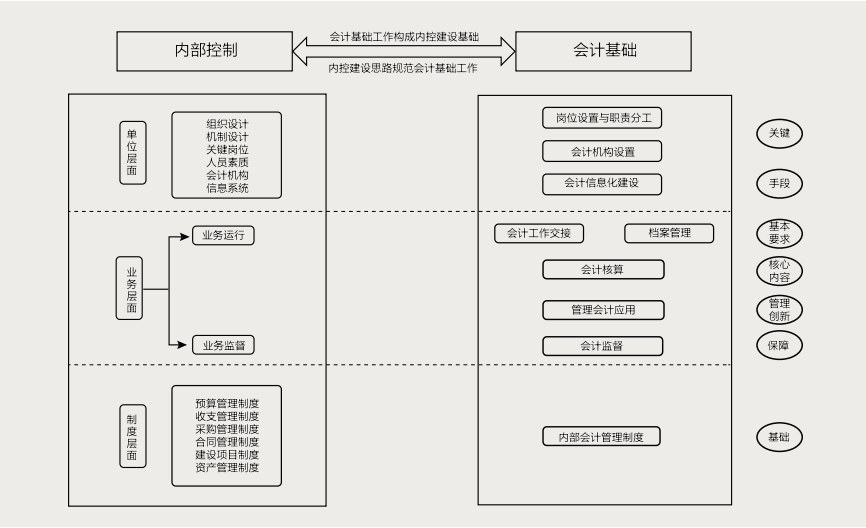 内部控制
会计基础工作构成内控建设基础
内控建设思路规范会计基础工作
会计基础
单位层面
组织设计
机制设计
关键岗位
人员素质
会计机构
信息系统
岗位设置与职责分工
会计机构设置
会计信息化建设
关键
手段
业务层面
业务运行
业务监督
会计工作交接
档案管理
会计核算
管理会计应用
会计监督
基本
要求
核心
内容
管理
创新
保障
制度层面
预算管理制度
收支管理制度
采购管理制度
合同管理制度
建设项目制度
资产管理制度
内部会计管理制度
基础